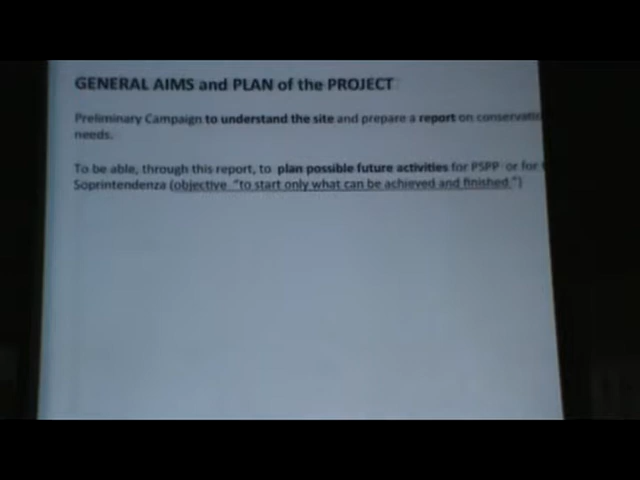 GENERAL AIMS and PLAN of the PROJECT
Preliminary Campaign to understand the site and prepare a report on
needs.
To be able, through this report, to plan possible future activities for PSPP or for
Soprintendenza (objective "to start only what can be achieved and finished")